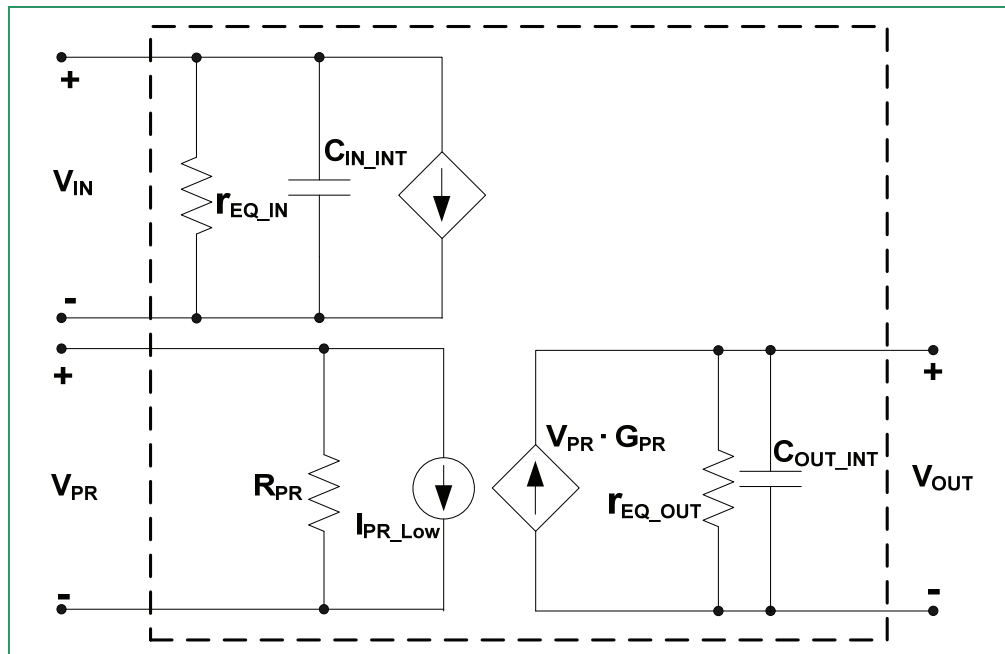 +
C_IN_INT
V_IN
r_EQ_IN
-
+
+
V_PR · G_PR
C_OUT_INT
V_PR
R_PR
V_OUT
r_EQ_OUT
I_PR_Low
-
-